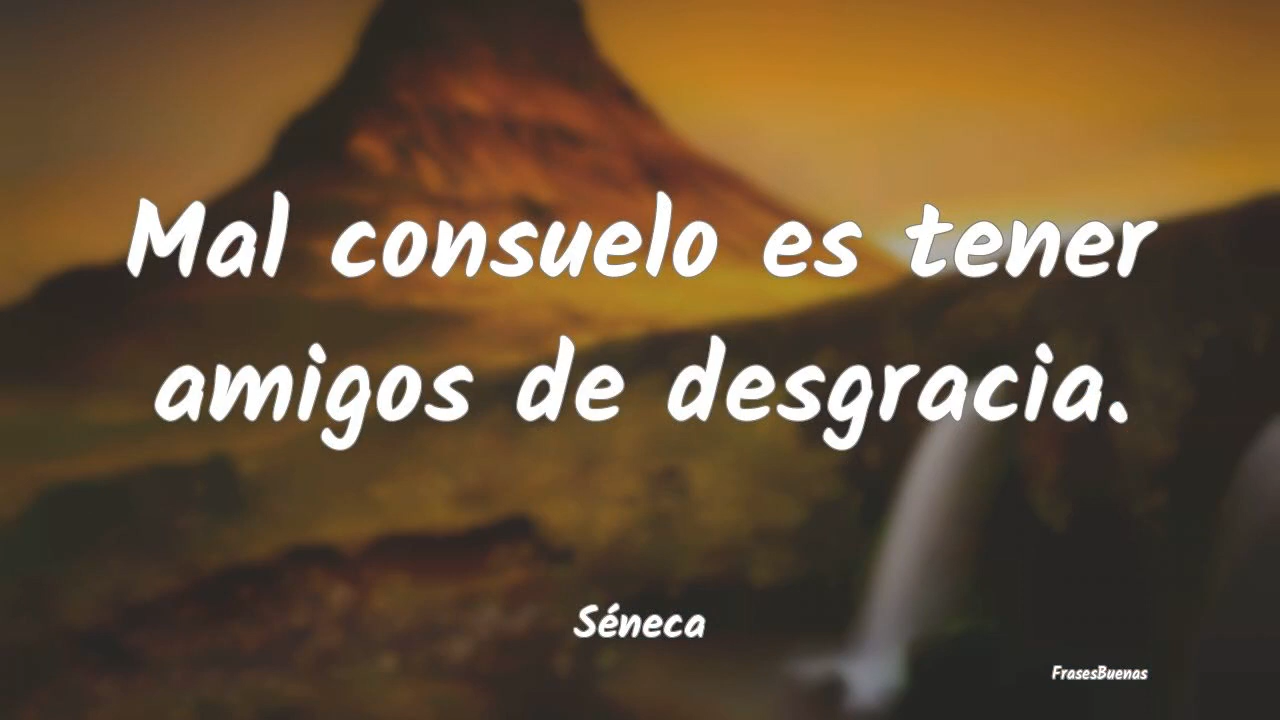 Mal consuelo es tener
amigos de desgracia.
Séneca
FrasesBuenas